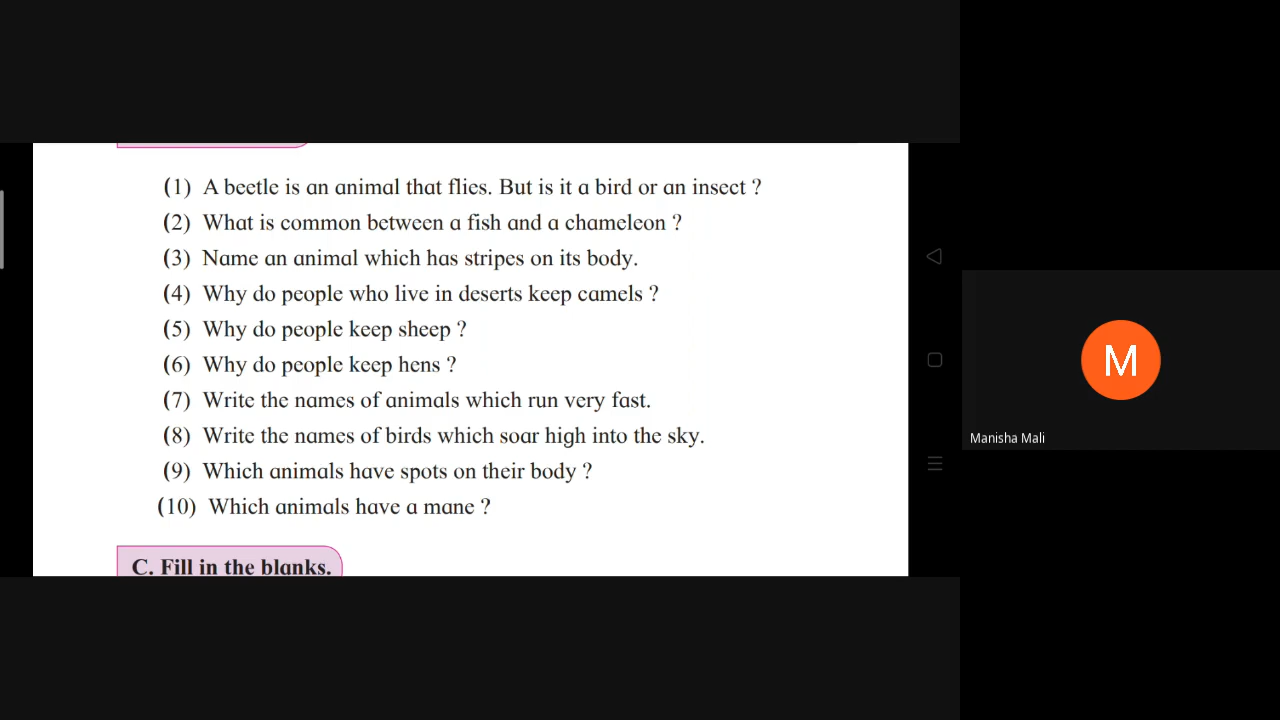 (1) A beetle is an animal that flies. But is it a bird or an insect ?
(2) What is common between a fish and a chameleon ?
(3) Name an animal which has stripes on its body.
(4) Why do people who live in deserts keep camels ?
(5) Why do people keep sheep ?
(6) Why do people keep hens ?
(7) Write the names of animals which run very fast.
(8) Write the names of birds which soar high into the sky.
(9) Which animals have spots on their body ?
(10) Which animals have a mane ?
C. Fill in the blanks.
M
Manisha Mali